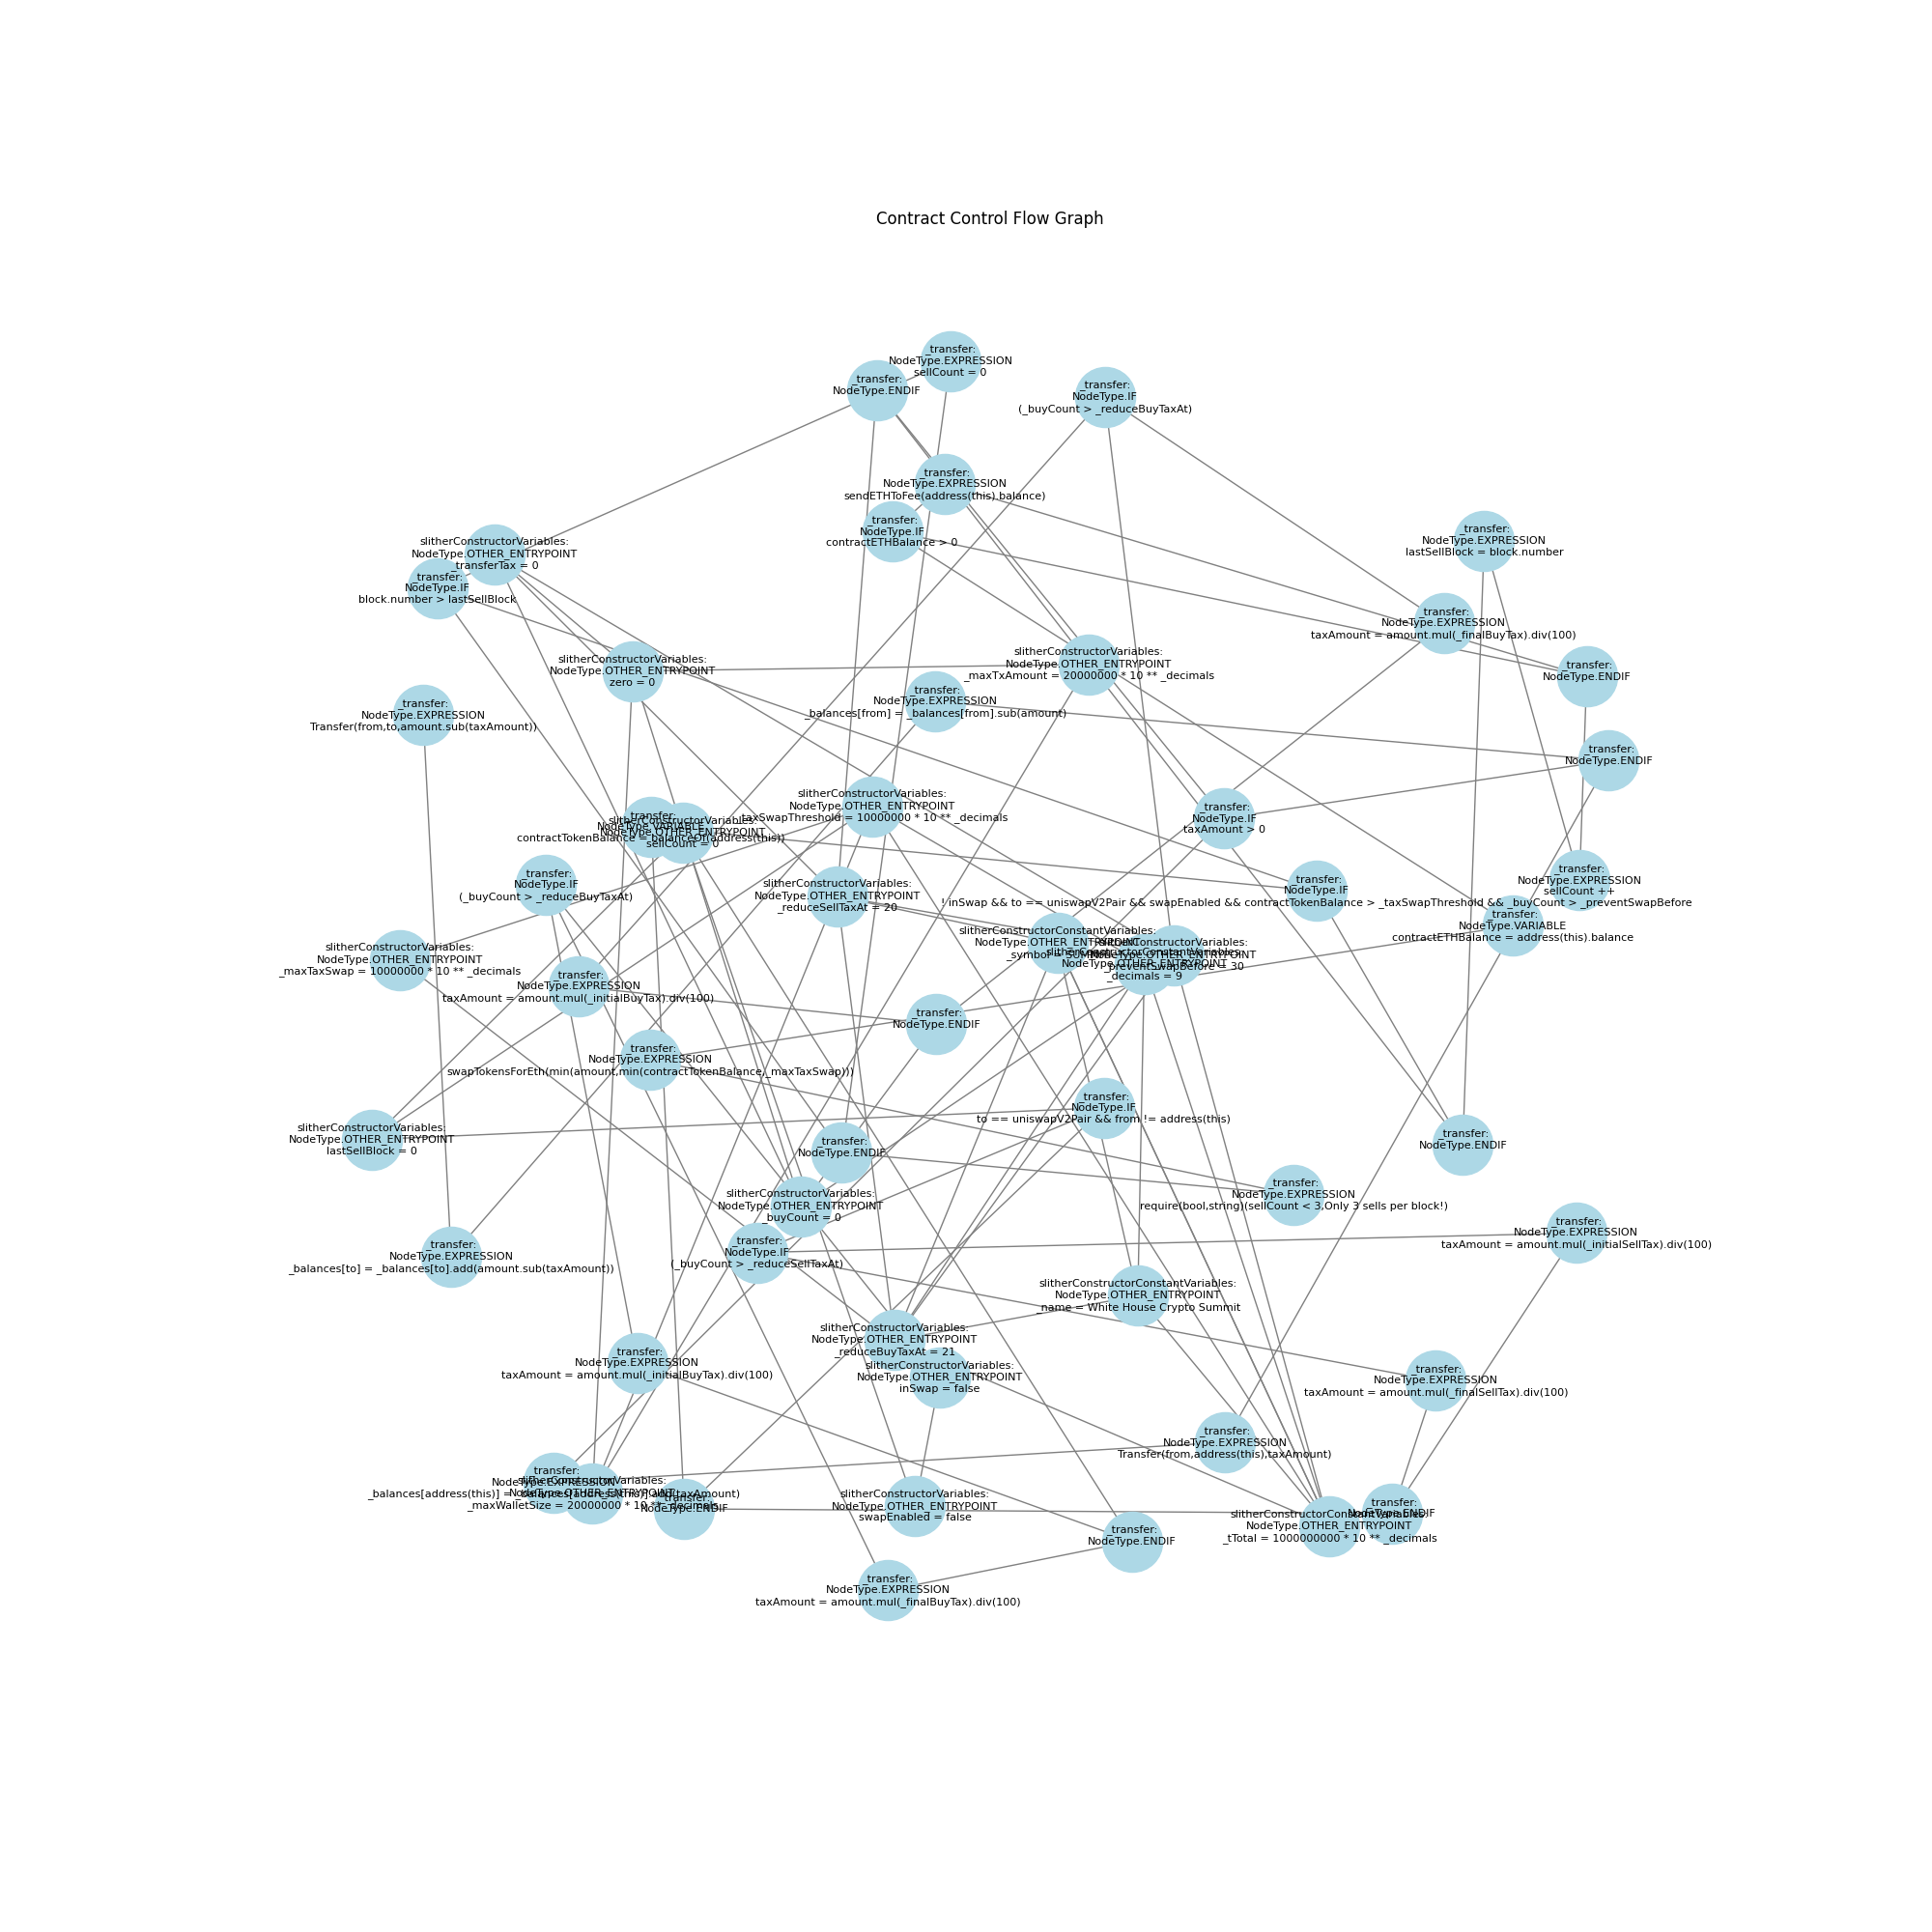 Contract Control Flow Graph
_transfer:
NodeType.EXPRESSION
sellCount = 0
_transfer:
NodeType.ENDIF
_transfer:
NodeType.IF
(_buyCount > _reduceBuyTaxAt)
_transfer:
NodeType.EXPRESSION
sendETHToFee(address(this).balance)
_transfer:
NodeType.IF
contractETHBalance > 0
_transfer:
NodeType.EXPRESSION
lastSellBlock = block.number
slitherConstructorVariables:
NodeType.OTHER_ENTRYPOINT
_transferTax = 0
_transfer:
NodeType.IF
block.number > lastSellBlock
_transfer:
NodeType.EXPRESSION
taxAmount = amount.mul(_finalBuyTax).div(100)
slitherConstructorVariables:
NodeType.OTHER_ENTRYPOINT
zero = 0
slitherConstructorVariables:
NodeType.OTHER_ENTRYPOINT
_maxTxAmount = 20000000 * 10 ** _decimals
_transfer:
NodeType.ENDIF
_transfer:
NodeType.EXPRESSION
_balances[from] = _balances[from].sub(amount)
_transfer:
NodeType.EXPRESSION
Transfer(from,to,amount.sub(taxAmount))
_transfer:
NodeType.ENDIF
slitherConstructorVariables:
NodeType.OTHER_ENTRYPOINT
_taxSwapThreshold = 10000000 * 10 ** _decimals
_transfer:
NodeType.IF
taxAmount > 0
_transfer:
NodeType.VARIABLE
contractTokenBalance = balanceOf(address(this))
slitherConstructorVariables:
NodeType.OTHER_ENTRYPOINT
sellCount = 0
_transfer:
NodeType.IF
(_buyCount > _reduceBuyTaxAt)
slitherConstructorVariables:
NodeType.OTHER_ENTRYPOINT
_reduceSellTaxAt = 20
_transfer:
NodeType.IF
! inSwap && to == uniswapV2Pair && swapEnabled && contractTokenBalance > _taxSwapThreshold && _buyCount > _preventSwapBefore
_transfer:
NodeType.EXPRESSION
sellCount ++
_transfer:
NodeType.VARIABLE
contractETHBalance = address(this).balance
slitherConstructorConstantVariables:
NodeType.OTHER_ENTRYPOINT
_symbol =
slitherConstructorVariables:
NodeType.OTHER_ENTRYPOINT
_preventSwapBefore = 30
slitherConstructorConstantVariables:
NodeType.OTHER_ENTRYPOINT
_decimals = 9
slitherConstructorVariables:
NodeType.OTHER_ENTRYPOINT
_maxTaxSwap = 10000000 * 10 ** _decimals
_transfer:
NodeType.EXPRESSION
taxAmount = amount.mul(_initialBuyTax).div(100)
_transfer:
NodeType.ENDIF
_transfer:
NodeType.EXPRESSION
swapTokensForEth(min(amount,min(contractTokenBalance,_maxTaxSwap)))
_transfer:
NodeType.IF
to == uniswapV2Pair && from != address(this)
slitherConstructorVariables:
NodeType.OTHER_ENTRYPOINT
lastSellBlock = 0
_transfer:
NodeType.ENDIF
_transfer:
NodeType.ENDIF
_transfer:
NodeType.EXPRESSION
require(bool,string)(sellCount < 3,Only 3 sells per block!)
slitherConstructorVariables:
NodeType.OTHER_ENTRYPOINT
_buyCount = 0
_transfer:
NodeType.EXPRESSION
taxAmount = amount.mul(_initialSellTax).div(100)
_transfer:
NodeType.IF
(_buyCount > _reduceSellTaxAt)
_transfer:
NodeType.EXPRESSION
_balances[to] = _balances[to].add(amount.sub(taxAmount))
slitherConstructorConstantVariables:
NodeType.OTHER_ENTRYPOINT
_name = White House Crypto Summit
slitherConstructorVariables:
NodeType.OTHER_ENTRYPOINT
_reduceBuyTaxAt = 21
slitherConstructorVariables:
NodeType.OTHER_ENTRYPOINT
inSwap = false
_transfer:
NodeType.EXPRESSION
taxAmount = amount.mul(_initialBuyTax).div(100)
_transfer:
NodeType.EXPRESSION
taxAmount = amount.mul(_finalSellTax).div(100)
_transfer:
NodeType.EXPRESSION
Transfer(from,address(this),taxAmount)
_transfer:
NodeType.EXPRESSION
_balances[address(this)] = _balances[address(this)].add(taxAmount)
slitherConstructorVariables:
NodeType.OTHER_ENTRYPOINT
_maxWalletSize = 20000000 * 10 ** _decimals
_transfer:
NodeType.ENDIF
slitherConstructorVariables:
NodeType.OTHER_ENTRYPOINT
swapEnabled = false
_transfer:
NodeType.ENDIF
slitherConstructorConstantVariables:
NodeType.OTHER_ENTRYPOINT
_tTotal = 1000000000 * 10 ** _decimals
_transfer:
NodeType.ENDIF
_transfer:
NodeType.EXPRESSION
taxAmount = amount.mul(_finalBuyTax).div(100)